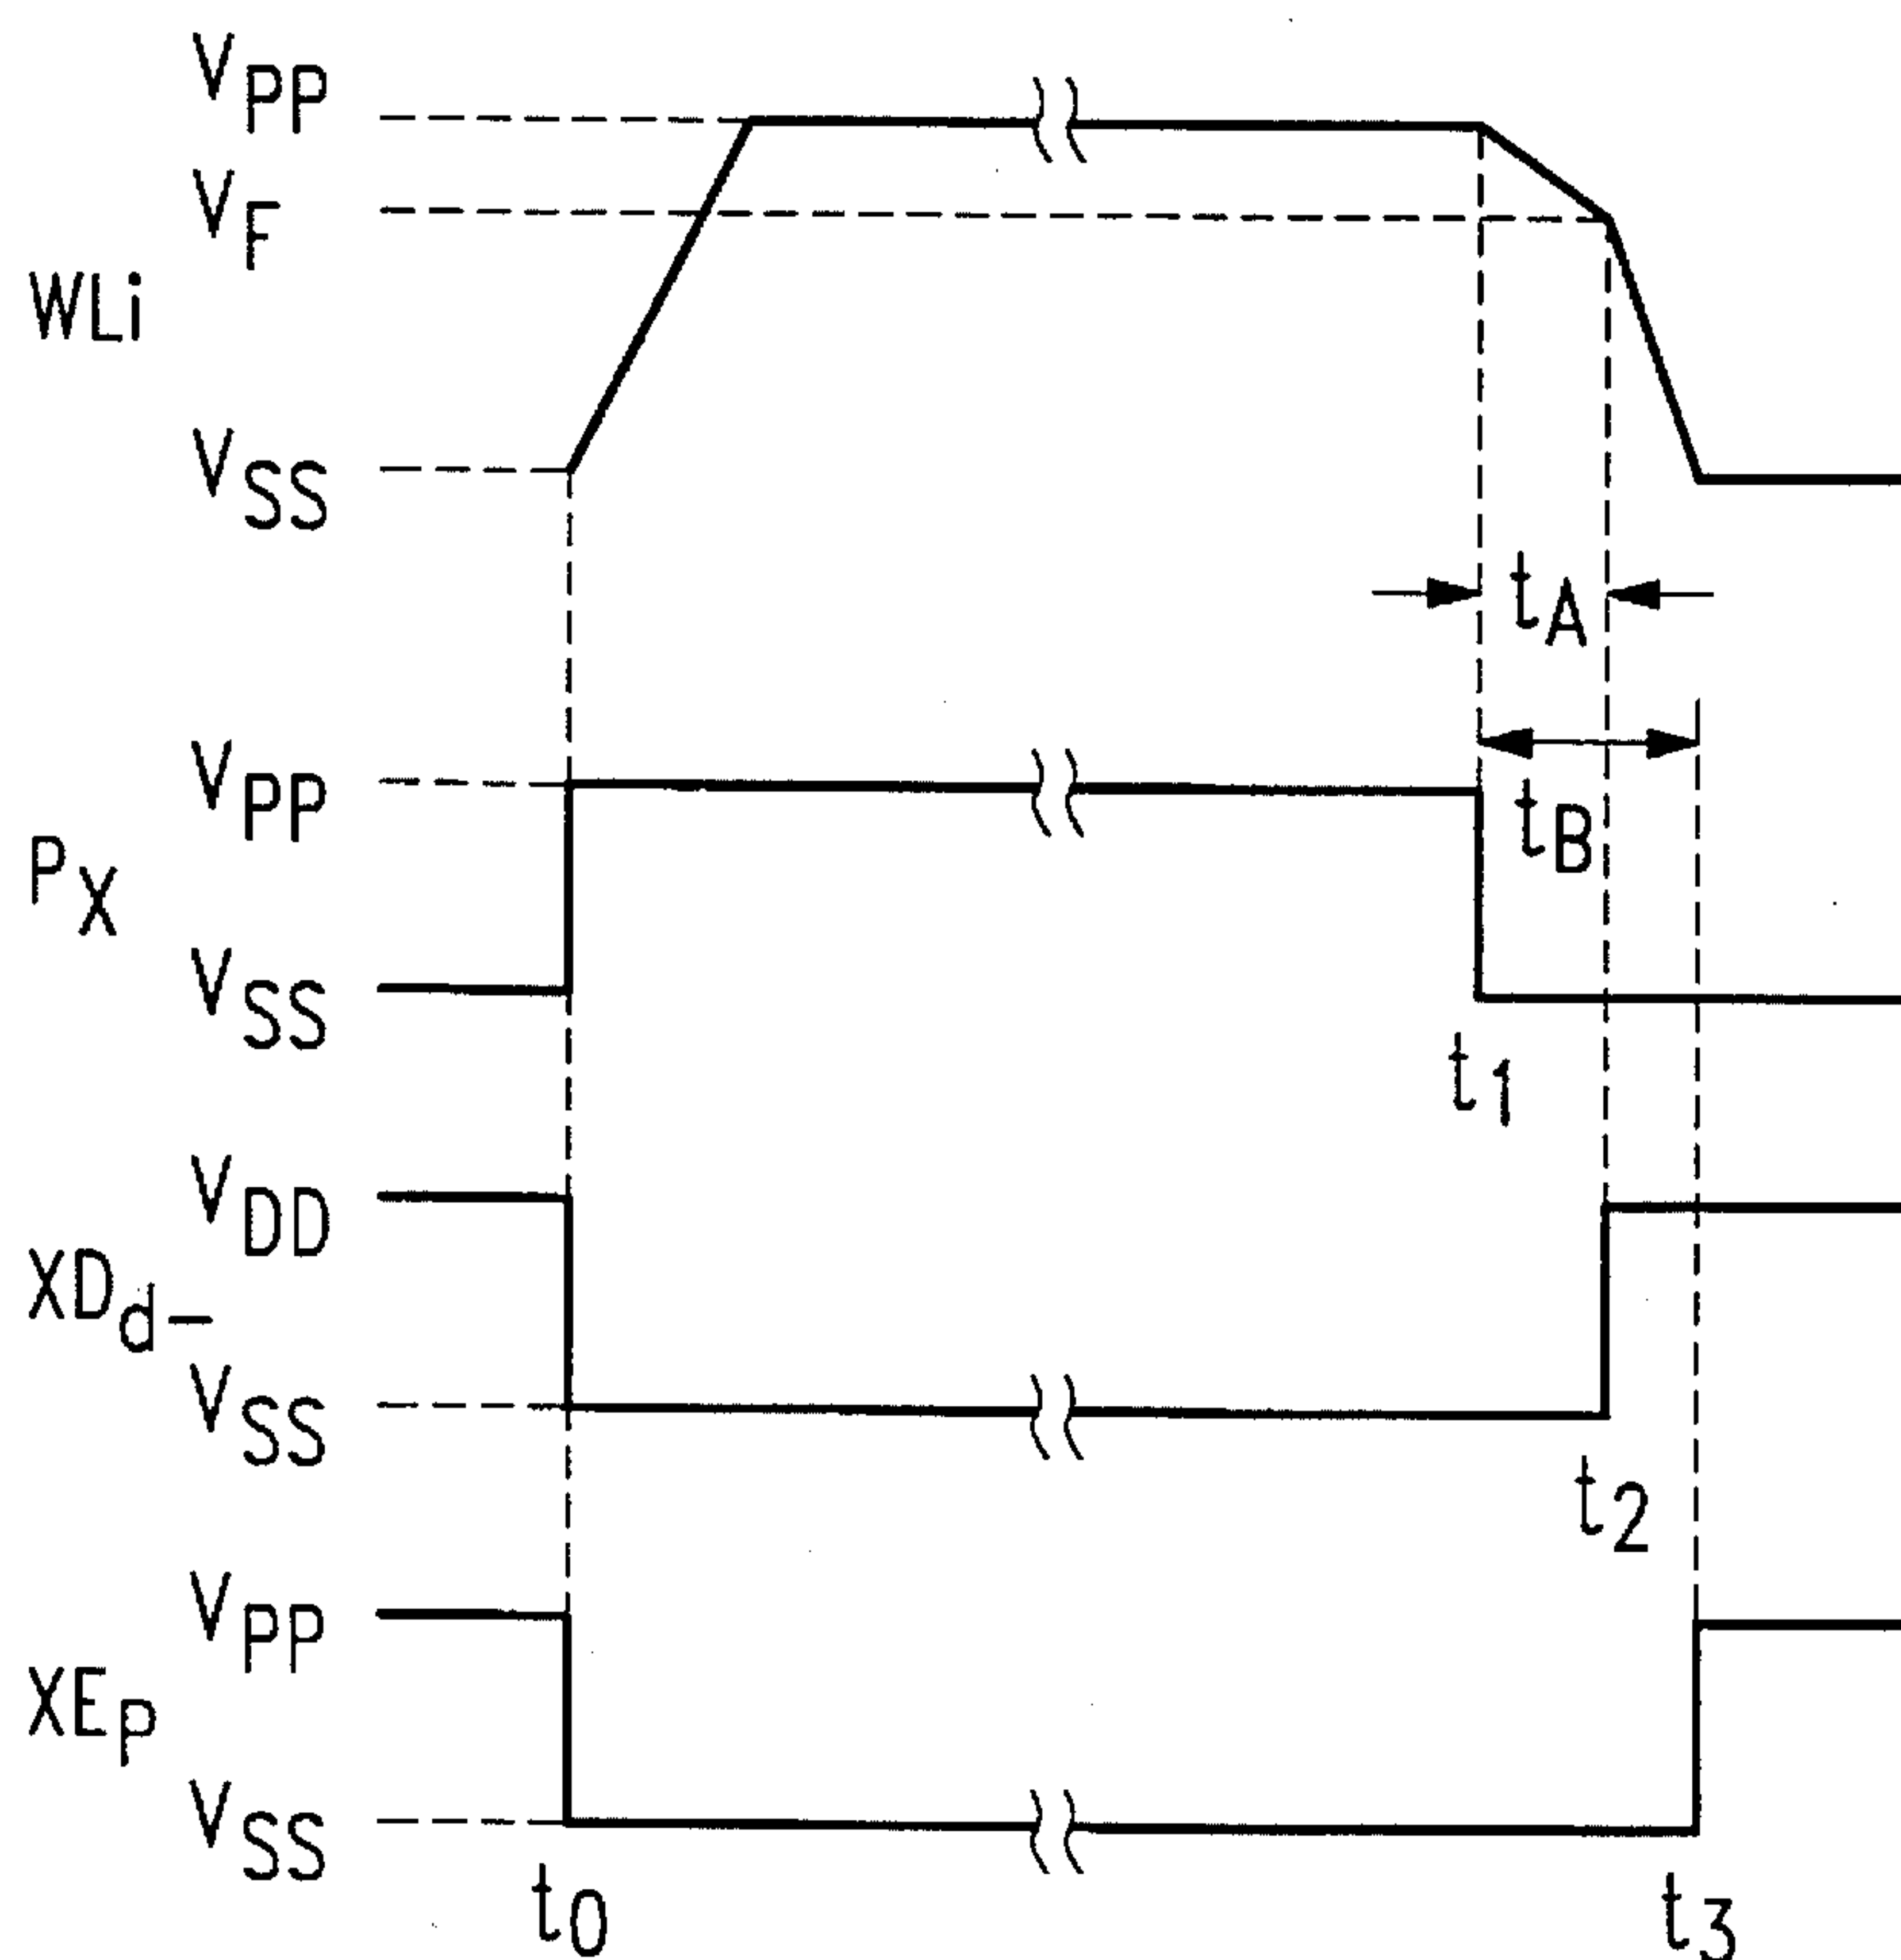 VPP
VF
WLi
VSS
tA
VPP
tB
PX
VSS
t1
VDD
XDd-
VSS
t2
VPP
XEP
VSS
t0
t3